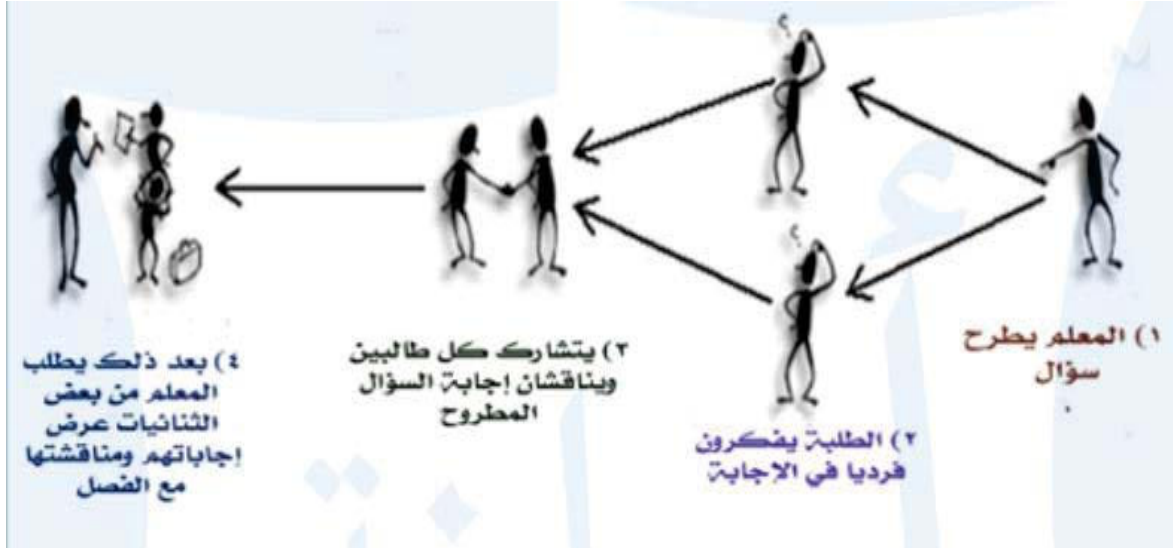 ١) المعلم يطرح
سؤال
٢) الطلبة يفكرون
فرديا في الإجابة
٣) يتشارك كل طالبين
ويناقشان إجابة السؤال
المطروح
٤) بعد ذلك يطلب
المعلم من بعض
الثنائيات عرض
إجاباتهم ومناقشتها
مع الفصل
؟
؟